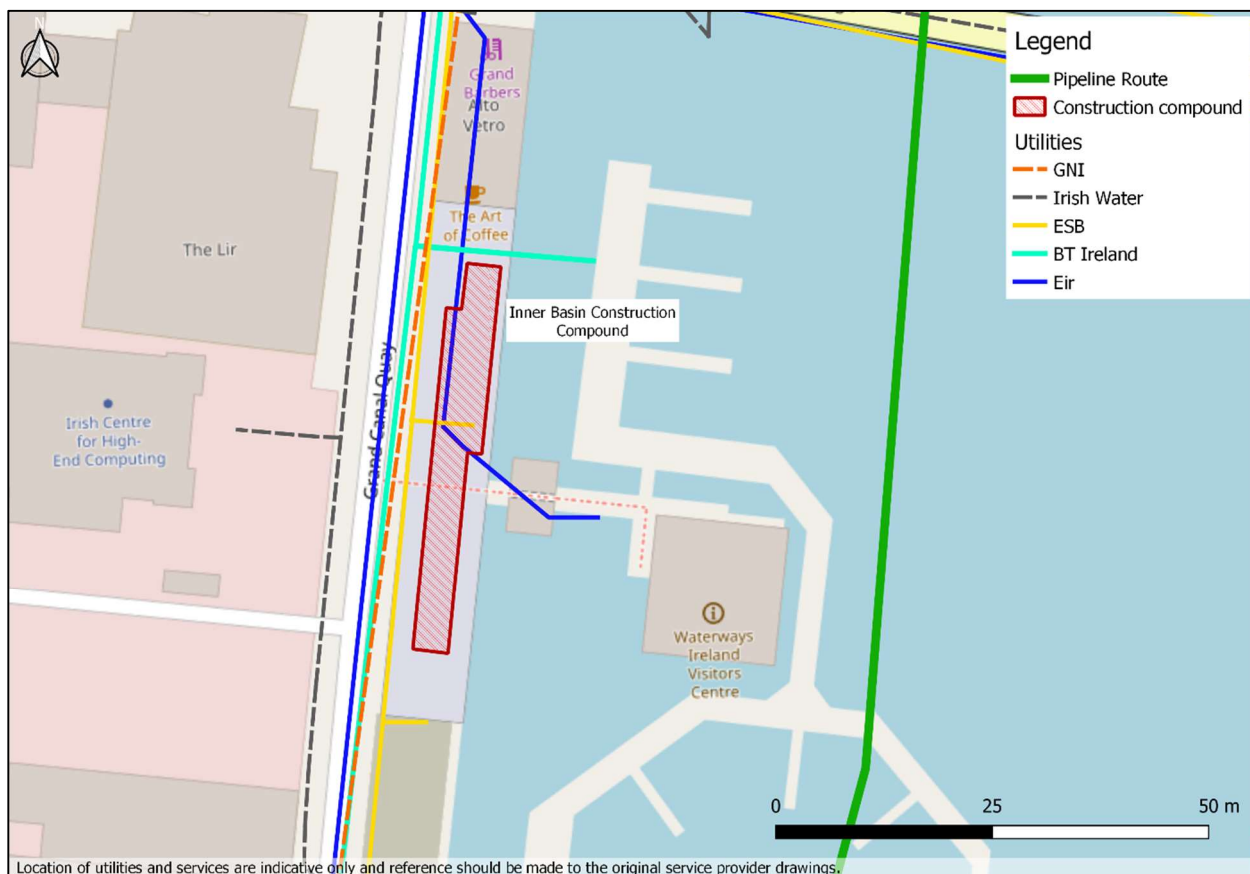 N
Grand
Barbers
Alto
Vetro
The Art
of Coffee
The Lir
Inner Basin Construction
Compound
Grand Canal Quay
Irish Centre
for High-
End Computing
Waterways
Ireland
Visitors
Centre
Legend
Pipeline Route
Construction compound
Utilities
GNI
Irish Water
ESB
BT Ireland
Eir
0 25 50 m
Location of utilities and services are indicative only and reference should be made to the original service provider drawings.